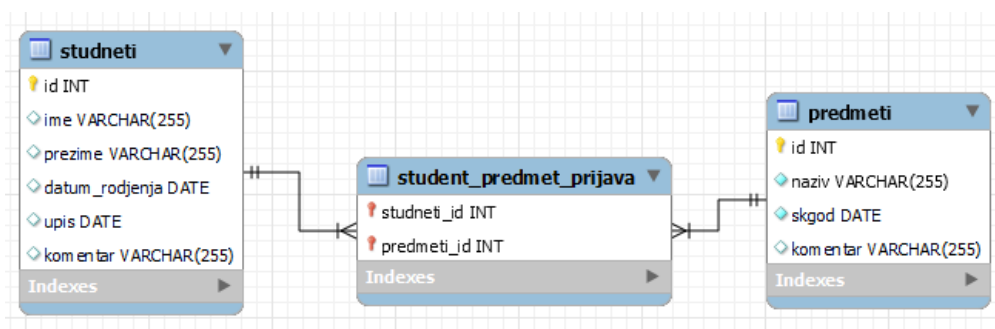 studneti
id INT
ime VARCHAR(255)
prezime VARCHAR(255)
datum_rodjenja DATE
upis DATE
komentar VARCHAR(255)
Indexes
student_predmet_prijava
studneti_id INT
predmeti_id INT
Indexes
predmeti
id INT
naziv VARCHAR(255)
skgod DATE
komentar VARCHAR(255)
Indexes